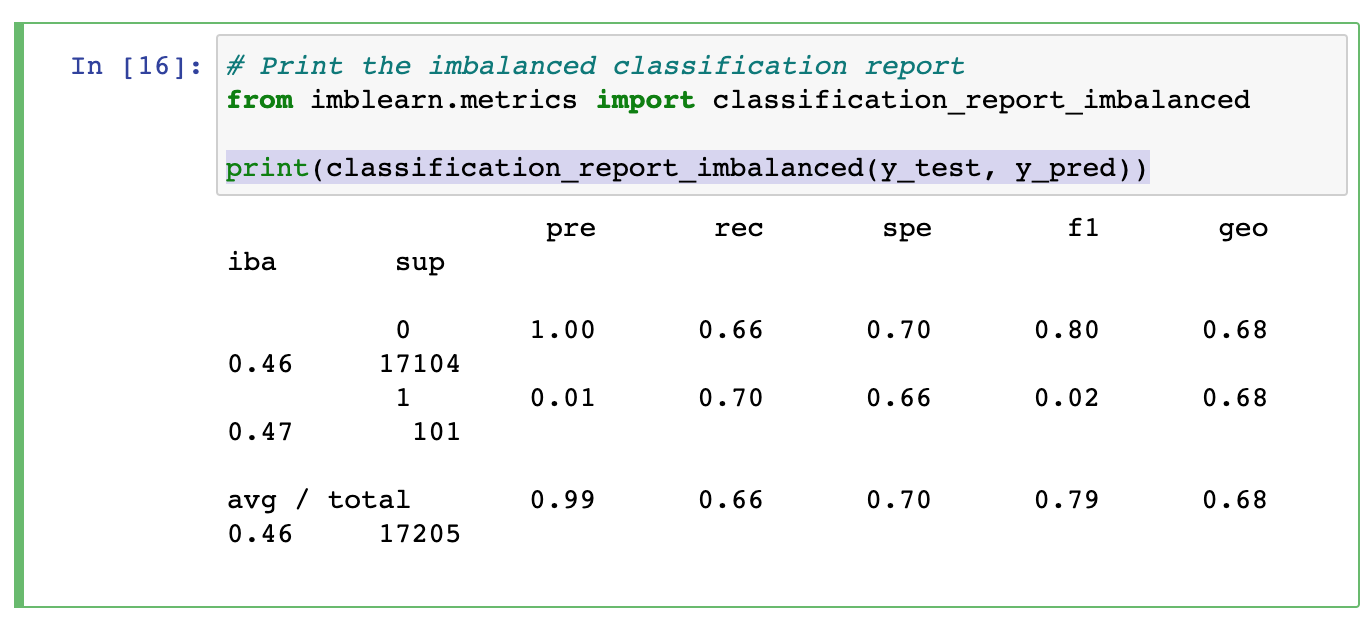 In [16]: # Print the imbalanced classification report
from imblearn.metrics import classification_report_imbalanced
print(classification_report_imbalanced(y_test, y_pred))
pre rec spe f1 geo
iba sup
0 1.00 0.66 0.70 0.80 0.68
0.46 17104
1 0.01 0.70 0.66 0.02 0.68
0.47 101
avg / total 0.99 0.66 0.70 0.79 0.68
0.46 17205